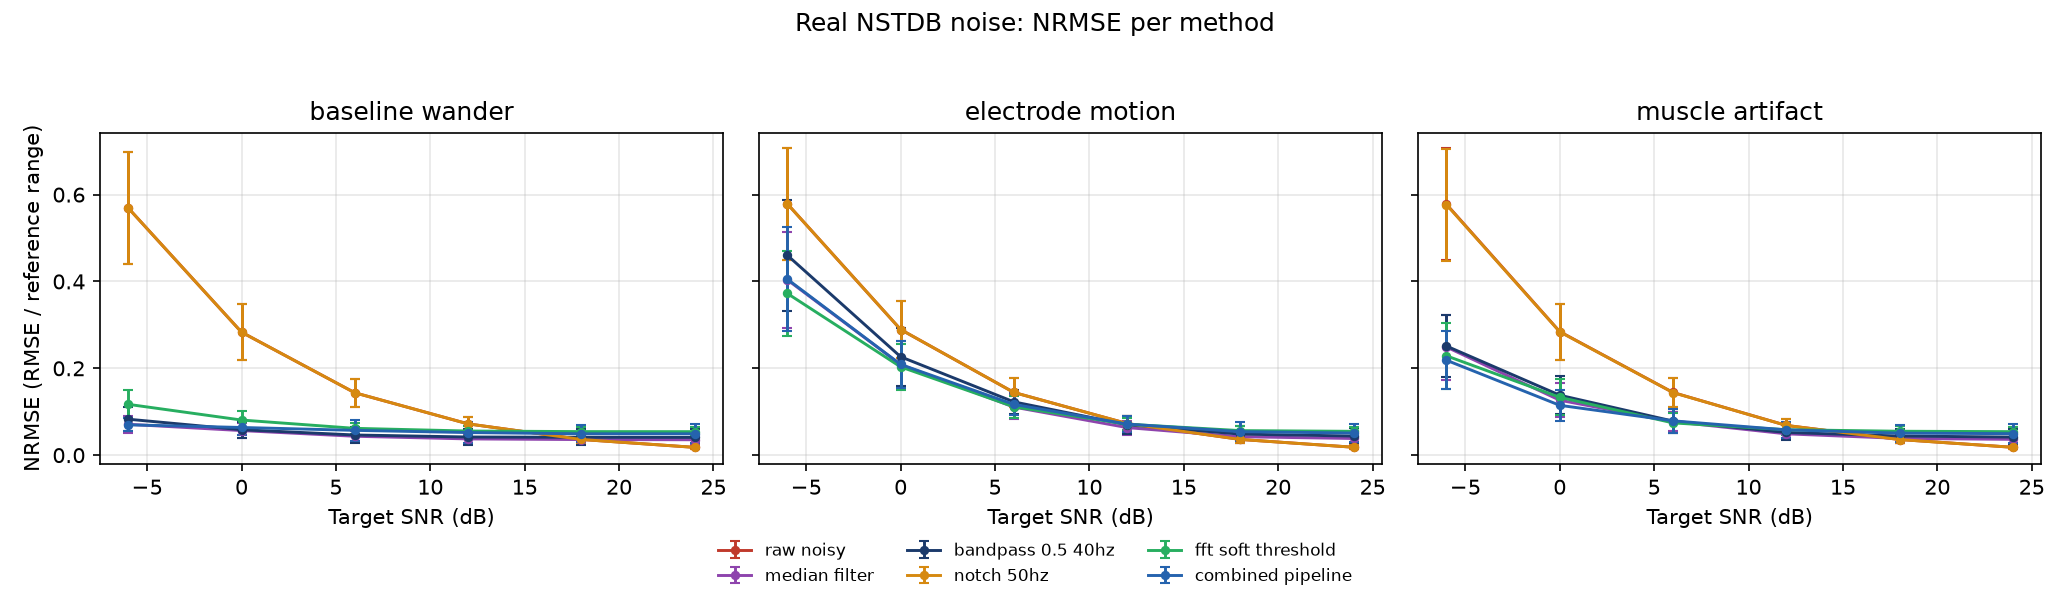 Real NSTDB noise: NRMSE per method
baseline wander
electrode motion
muscle artifact
NRMSE (RMSE / reference range)
0.6
0.4
0.2
0.0
−5 0 5 10 15 20 25
−5 0 5 10 15 20 25
−5 0 5 10 15 20 25
Target SNR (dB)
Target SNR (dB)
Target SNR (dB)
raw noisy
median filter
bandpass 0.5 40hz
notch 50hz
fft soft threshold
combined pipeline